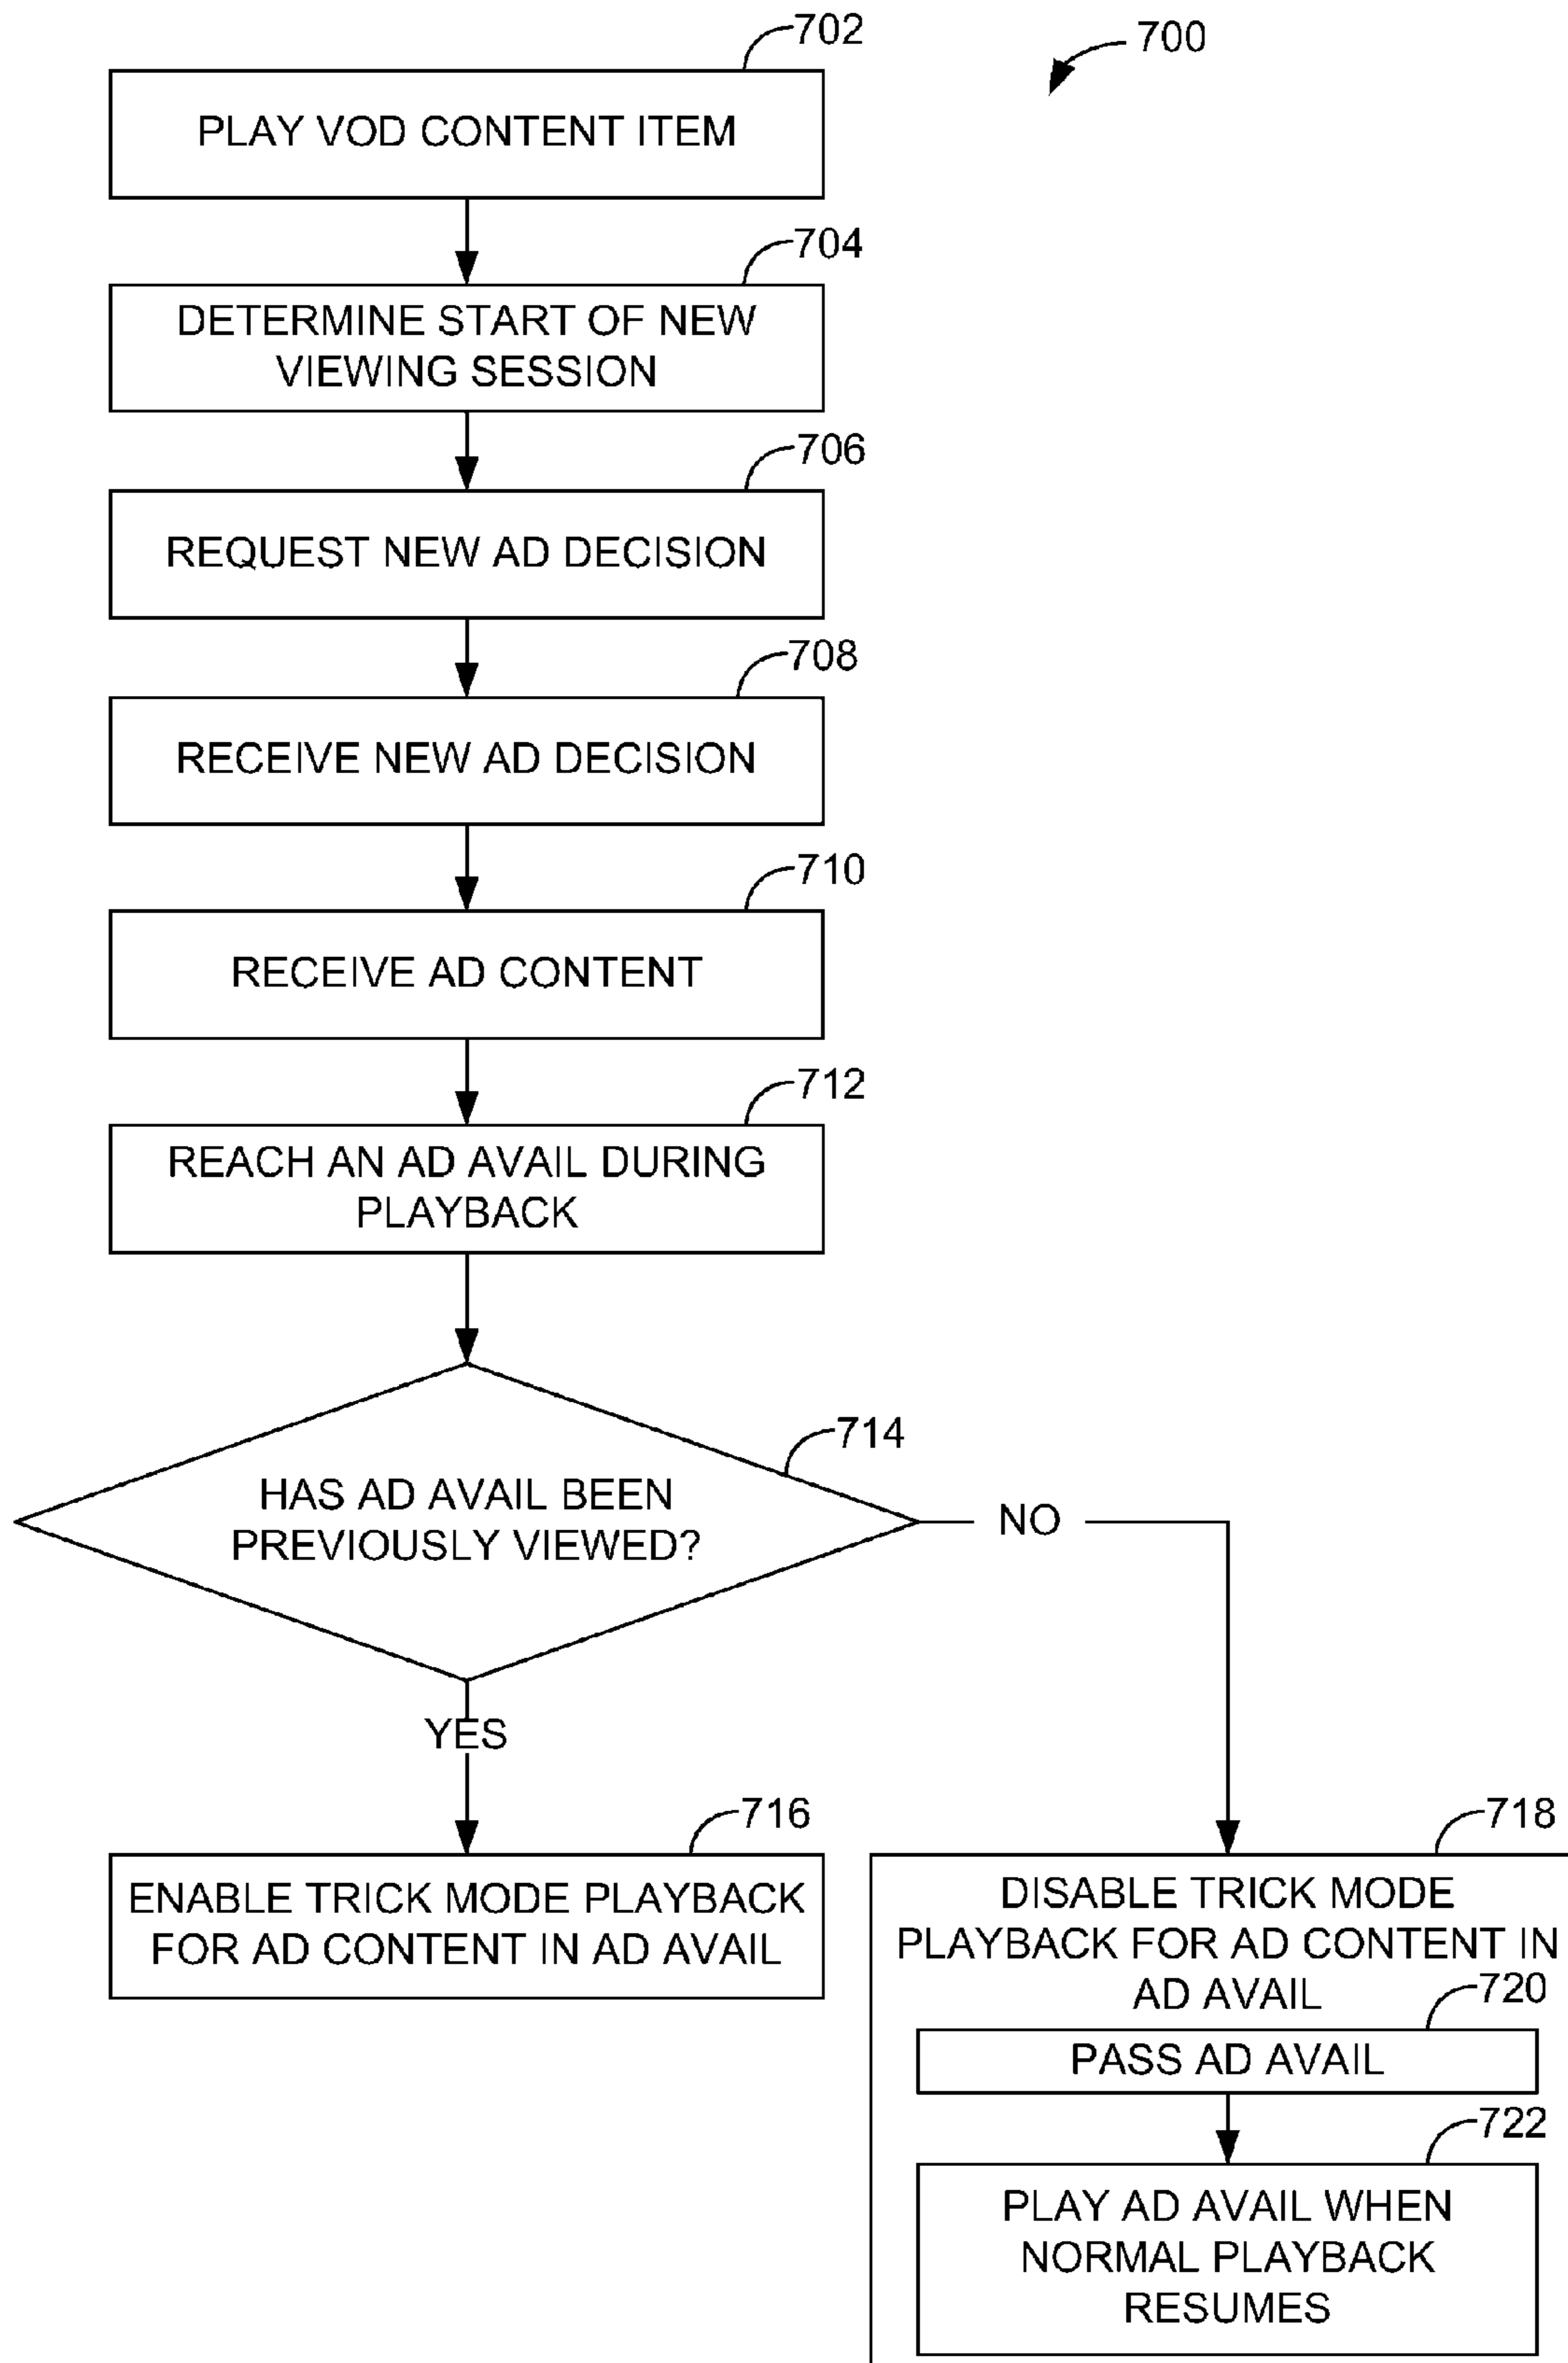 702
700
PLAY VOD CONTENT ITEM
704
DETERMINE START OF NEW
VIEWING SESSION
706
REQUEST NEW AD DECISION
708
RECEIVE NEW AD DECISION
710
RECEIVE AD CONTENT
712
REACH AN AD AVAIL DURING
PLAYBACK
714
HAS AD AVAIL BEEN
PREVIOUSLY VIEWED?
NO
YES
716
ENABLE TRICK MODE PLAYBACK
FOR AD CONTENT IN AD AVAIL
718
DISABLE TRICK MODE
PLAYBACK FOR AD CONTENT IN
AD AVAIL
720
PASS AD AVAIL
722
PLAY AD AVAIL WHEN
NORMAL PLAYBACK
RESUMES